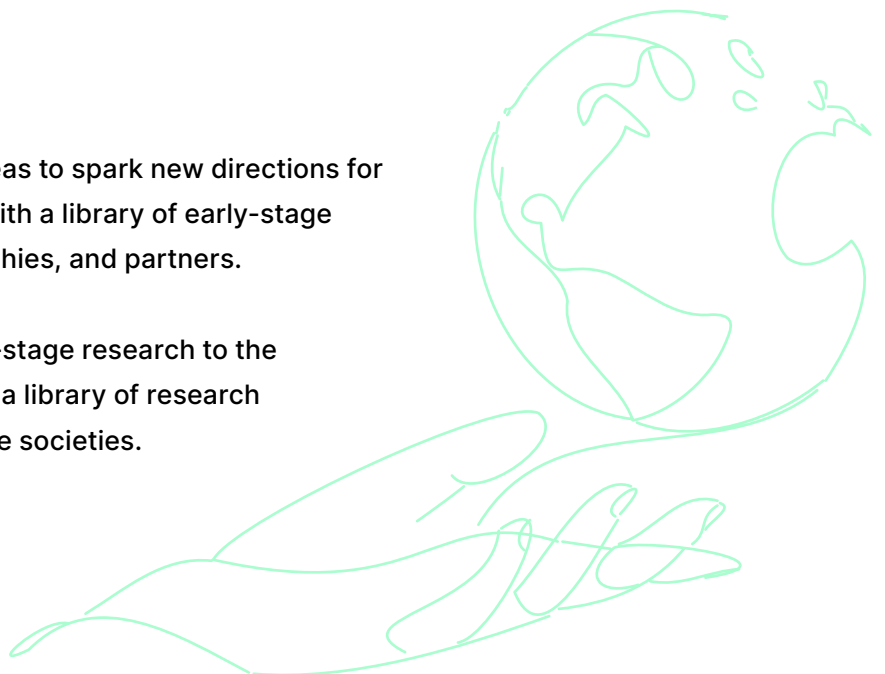 eas to spark new directions for
ith a library of early-stage
hies, and partners.
-stage research to the
a library of research
e societies.